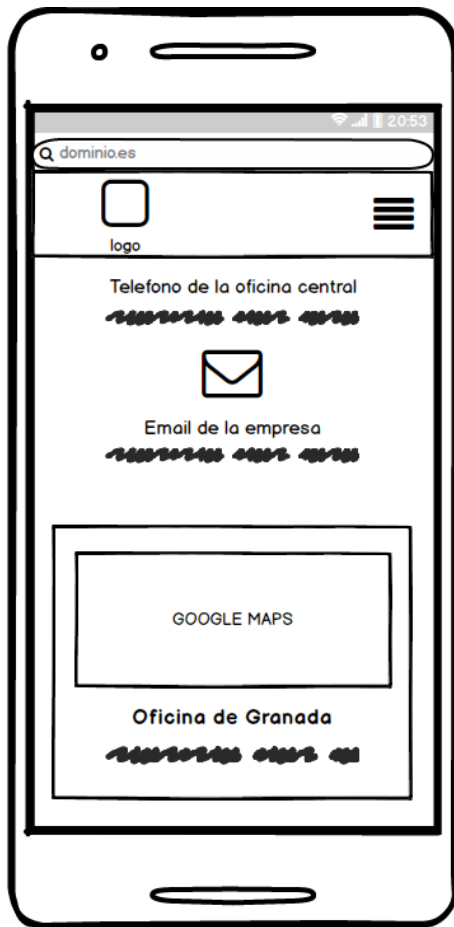 20:53
dominio.es
logo
Telefono de la oficina central
Email de la empresa
GOOGLE MAPS
Oficina de Granada